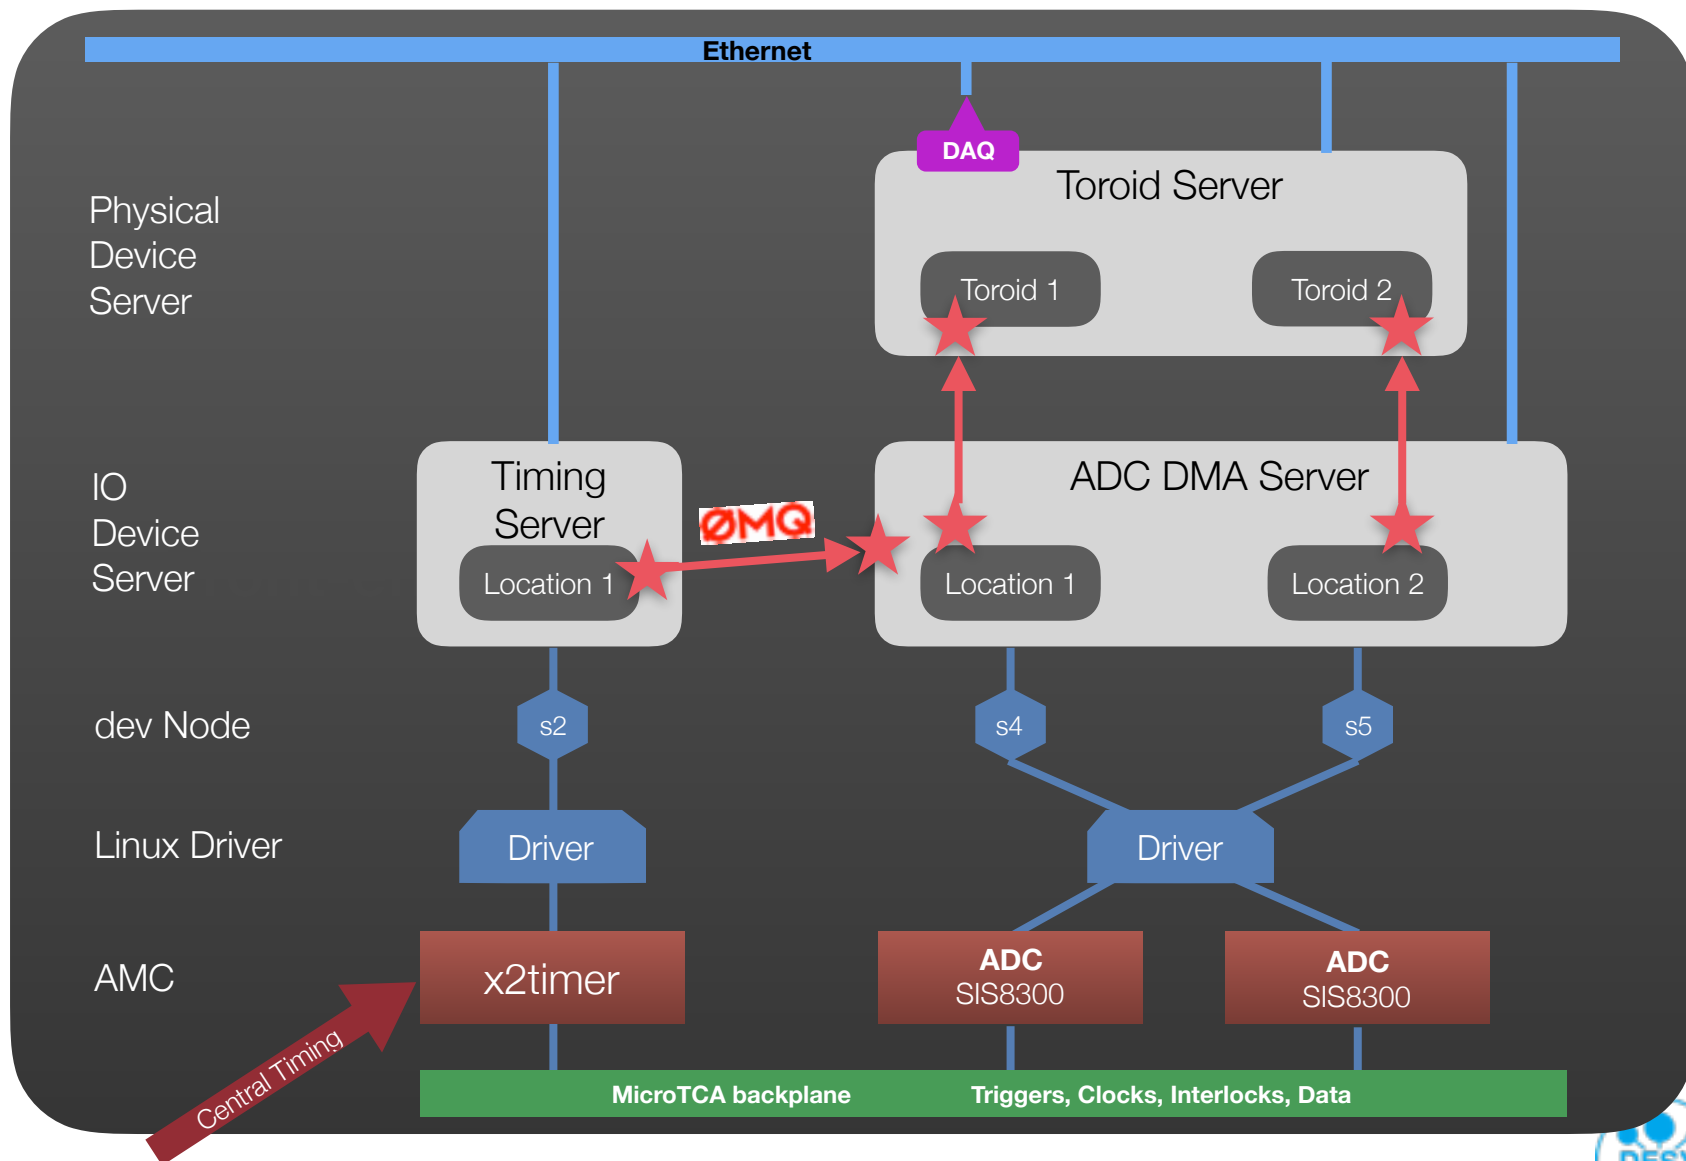 Ethernet
DAQ
Toroid Server
Physical
Device
Server
Toroid 1
Toroid 2
Timing
Server
ADC DMA Server
IO
Device
Server
ØMQ
Location 1
Location 1
Location 2
dev Node
s2
s4
s5
Linux Driver
Driver
Driver
AMC
x2timer
ADC
SIS8300
ADC
SIS8300
Central Timing
MicroTCA backplane
Triggers, Clocks, Interlocks, Data